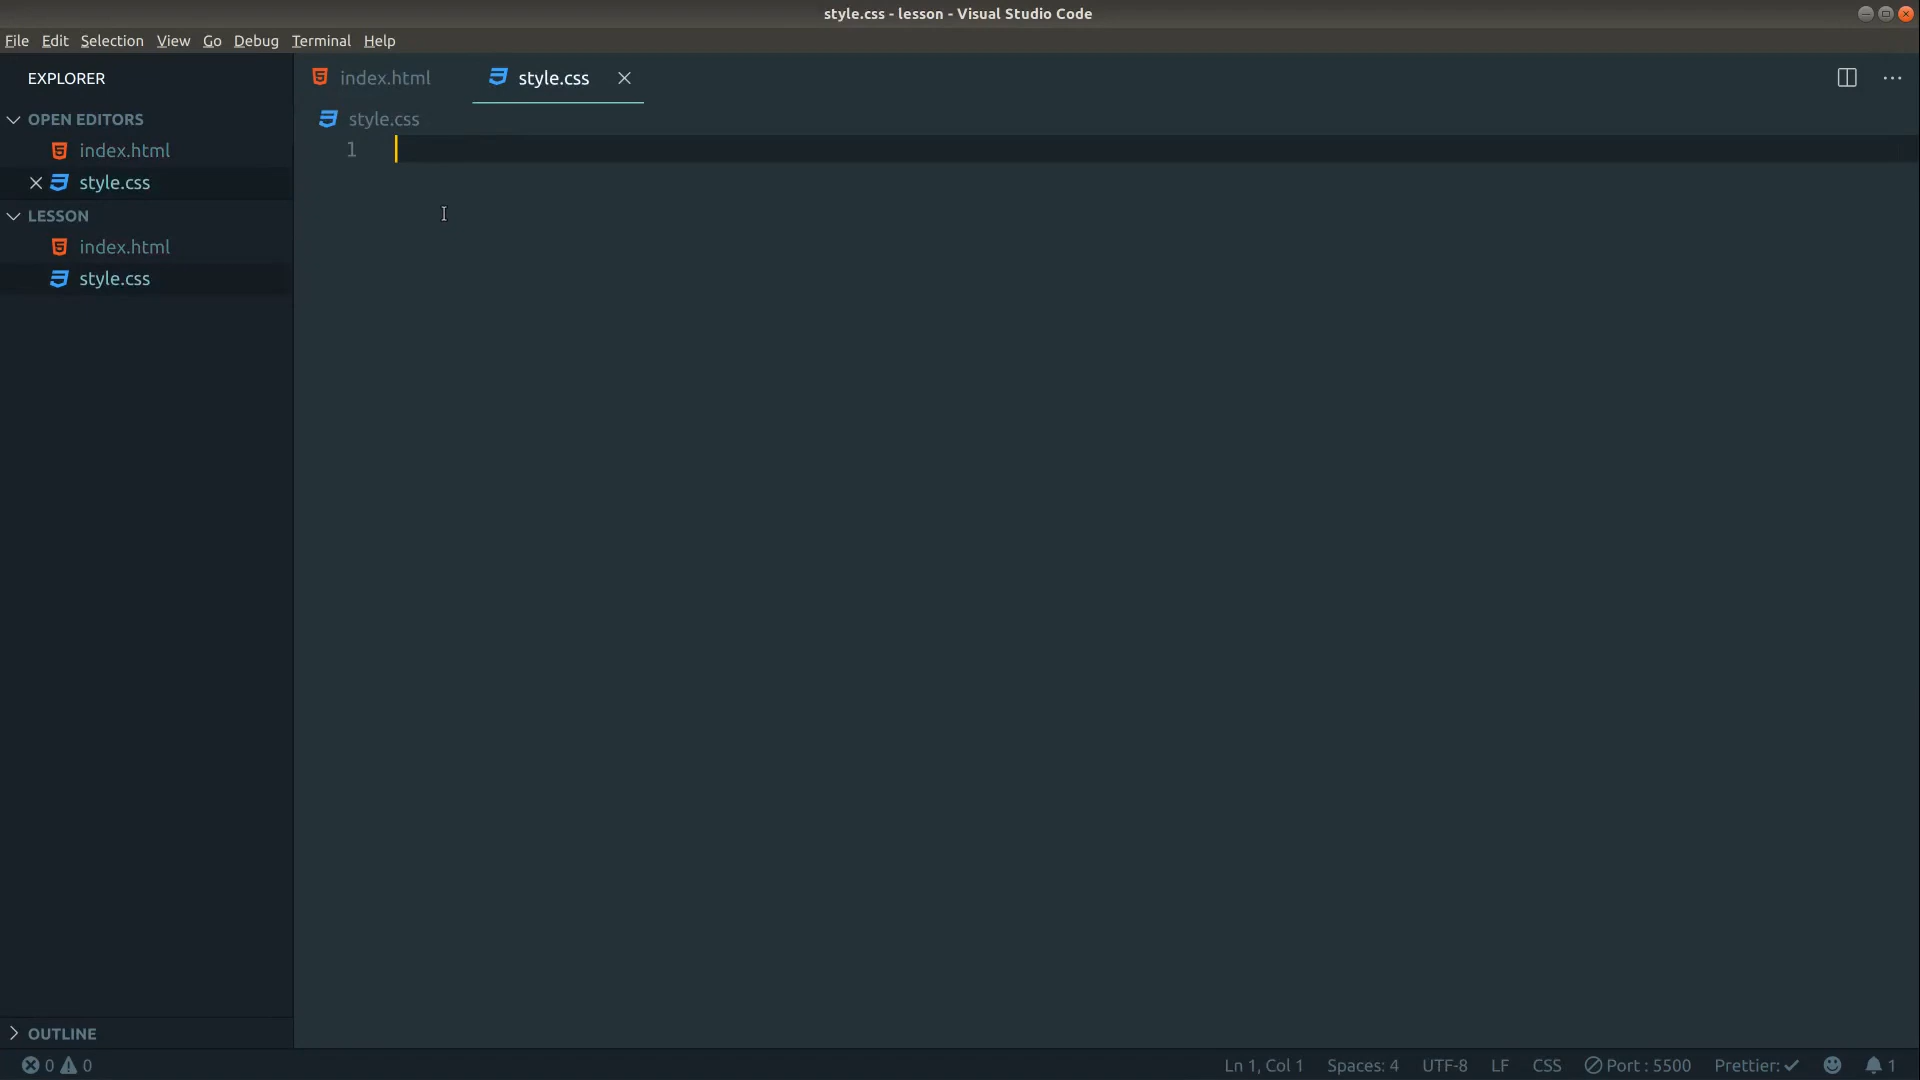 style.css - lesson - Visual Studio Code
File Edit Selection View Go Debug Terminal Help
EXPLORER
OPEN EDITORS
index.html
style.css
LESSON
index.html
style.css
OUTLINE
index.html style.css
style.css
1
0 0
Ln 1, Col 1 Spaces: 4 UTF-8 LF CSS Port : 5500 Prettier: 1